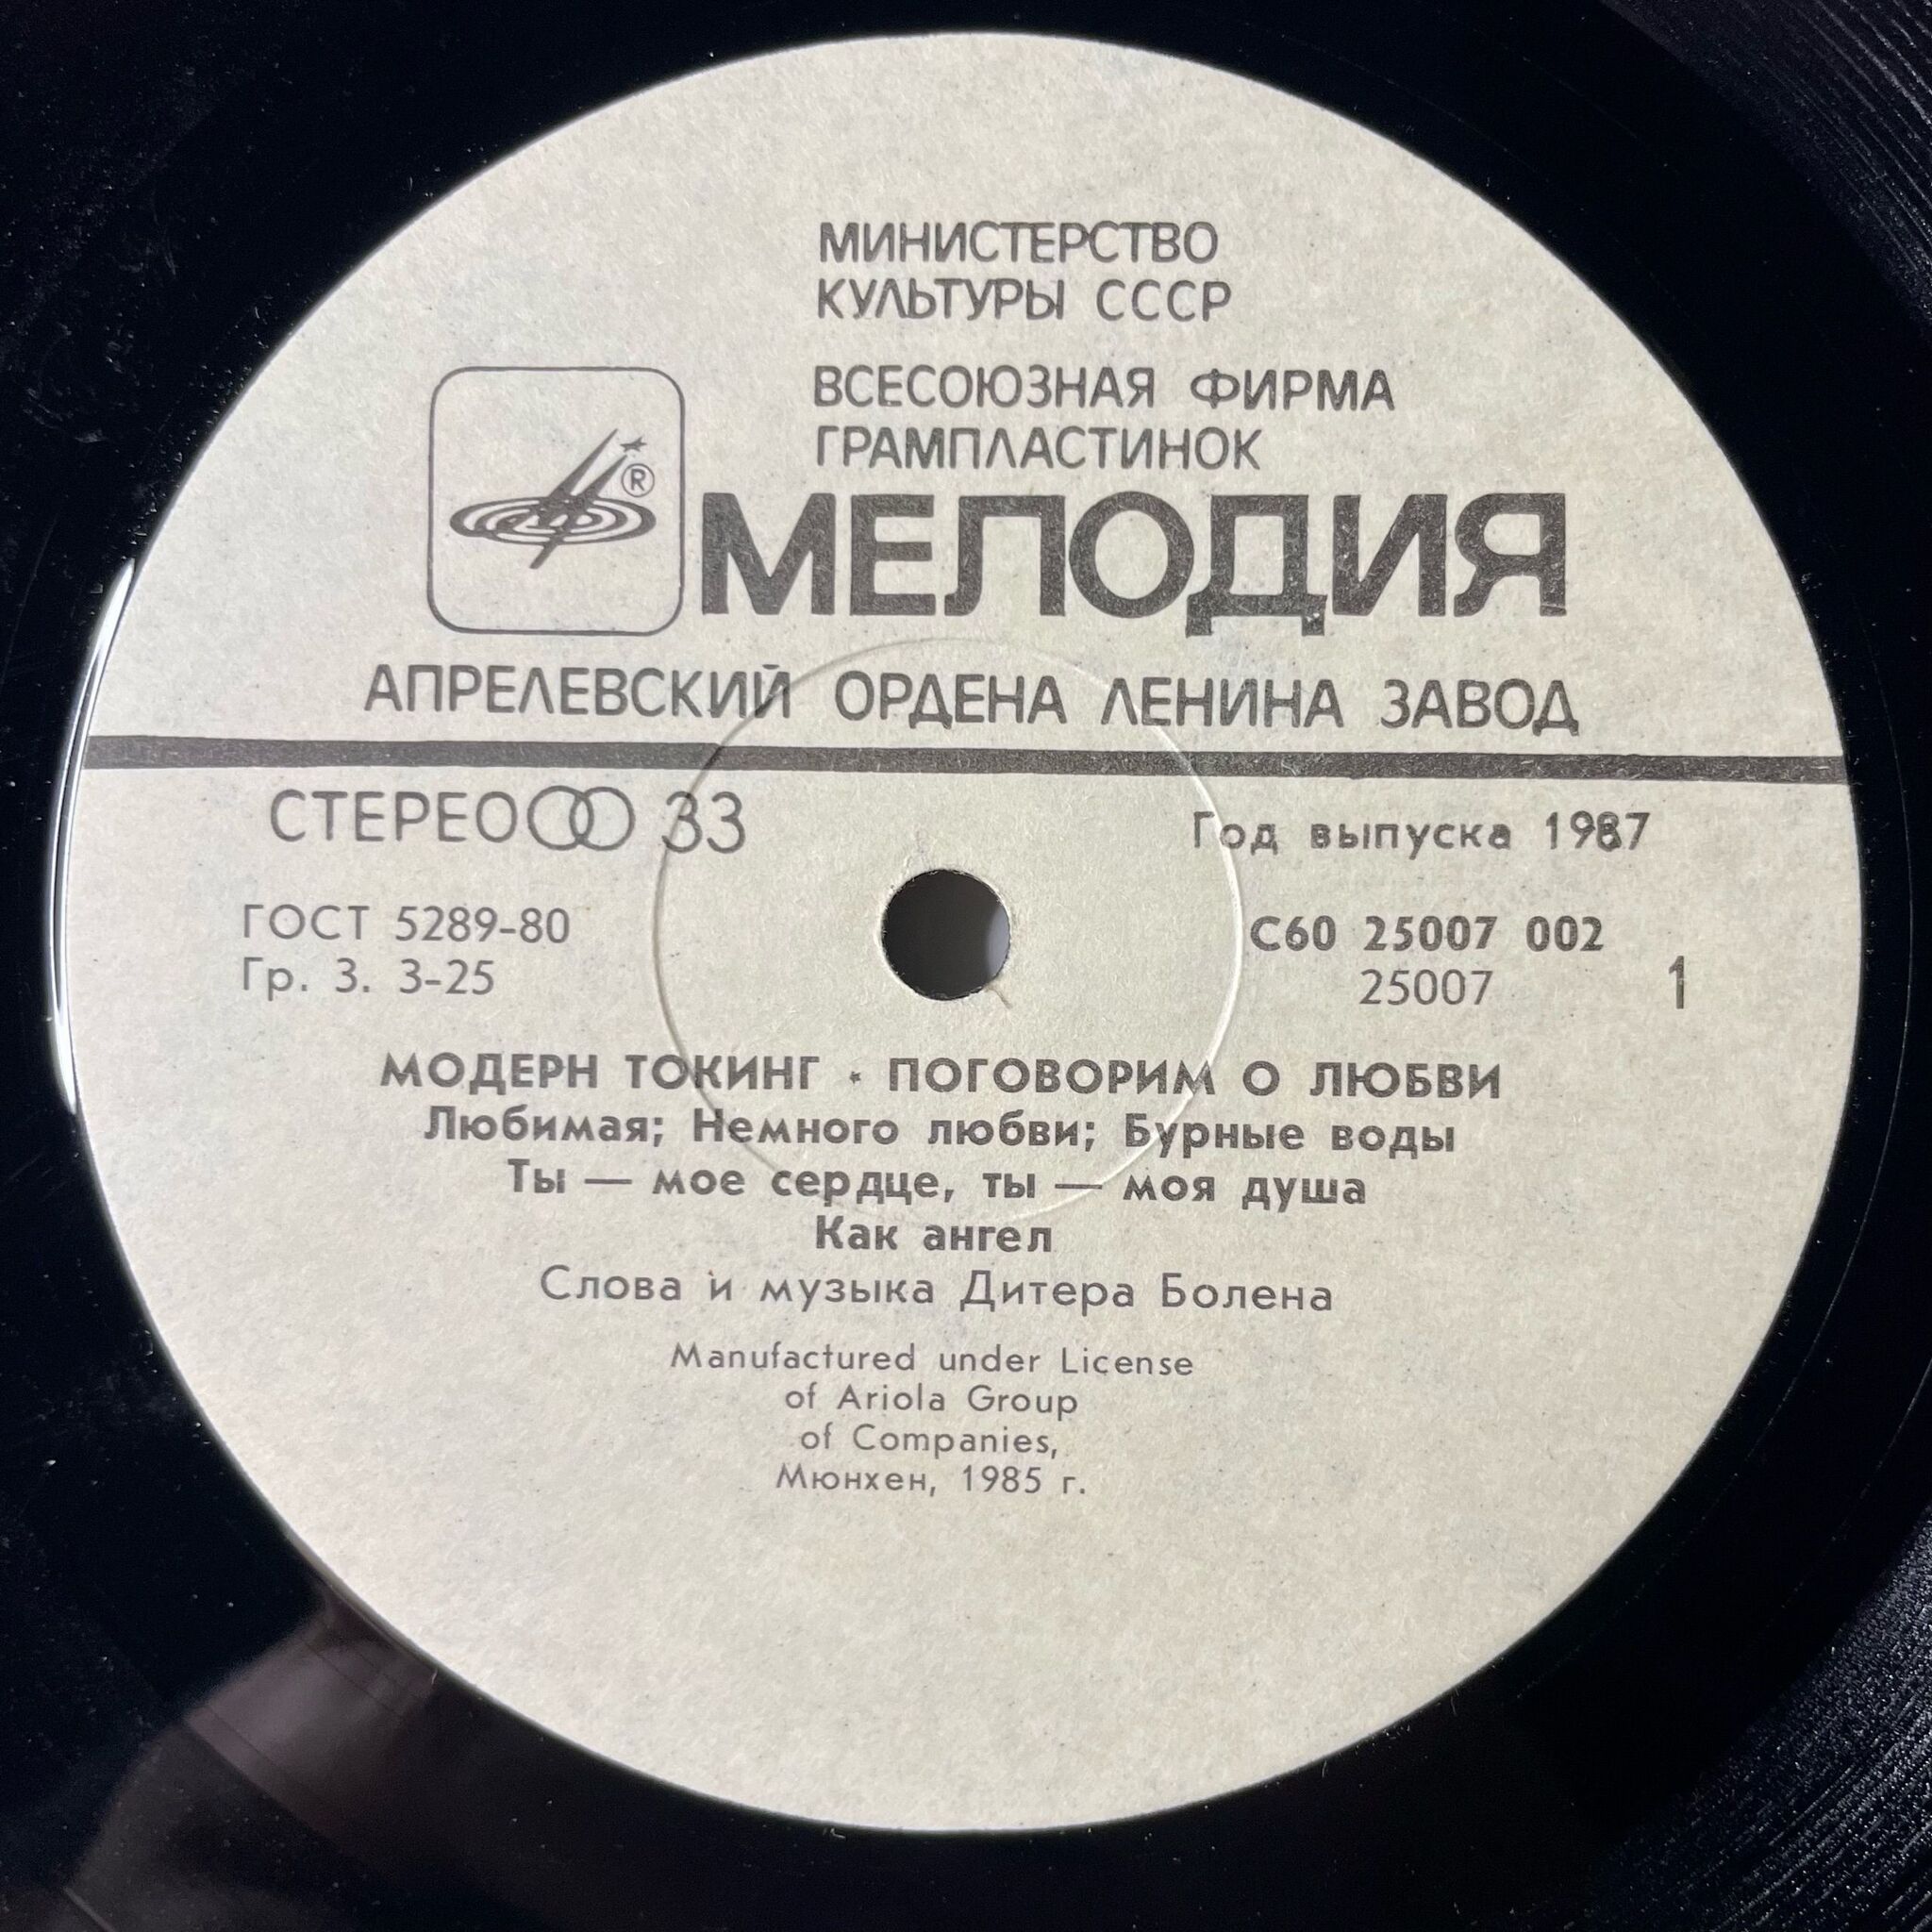 МИНИСТЕРСТВО
КУЛЬТУРЫ СССР
ВСЕСОЮЗНАЯ ФИРМА
ГРАМПЛАСТИНОК
®
МЕЛОДИЯ
АПРЕЛЕВСКИЙ ОРДЕНА ЛЕНИНА ЗАВОД
СТЕРЕО 33
Год выпуска 1987
ГОСТ 5289-80
С60 25007 002
Гр. 3. 3-25
25007
1
МОДЕРН ТОКИНГ · ПОГОВОРИМ О ЛЮБВИ
Любимая; Немного любви; Бурные воды
Ты — мое сердце, ты — моя душа
Как ангел
Слова и музыка Дитера Болена
Manufactured under License
of Ariola Group
of Companies,
Мюнхен, 1985 г.